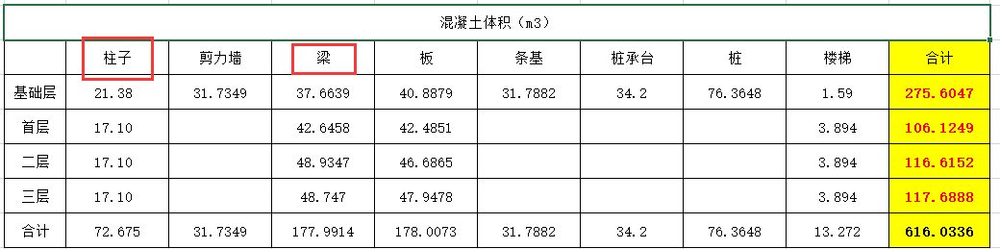 混凝土体积（m3）
柱子 剪力墙 梁 板 条基 桩承台 桩 楼梯 合计
基础层 21.38 31.7349 37.6639 40.8879 31.7882 34.2 76.3648 1.59 275.6047
首层 17.10 42.6458 42.4851 3.894 106.1249
二层 17.10 48.9347 46.6865 3.894 116.6152
三层 17.10 48.747 47.9478 3.894 117.6888
合计 72.675 31.7349 177.9914 178.0073 31.7882 34.2 76.3648 13.272 616.0336